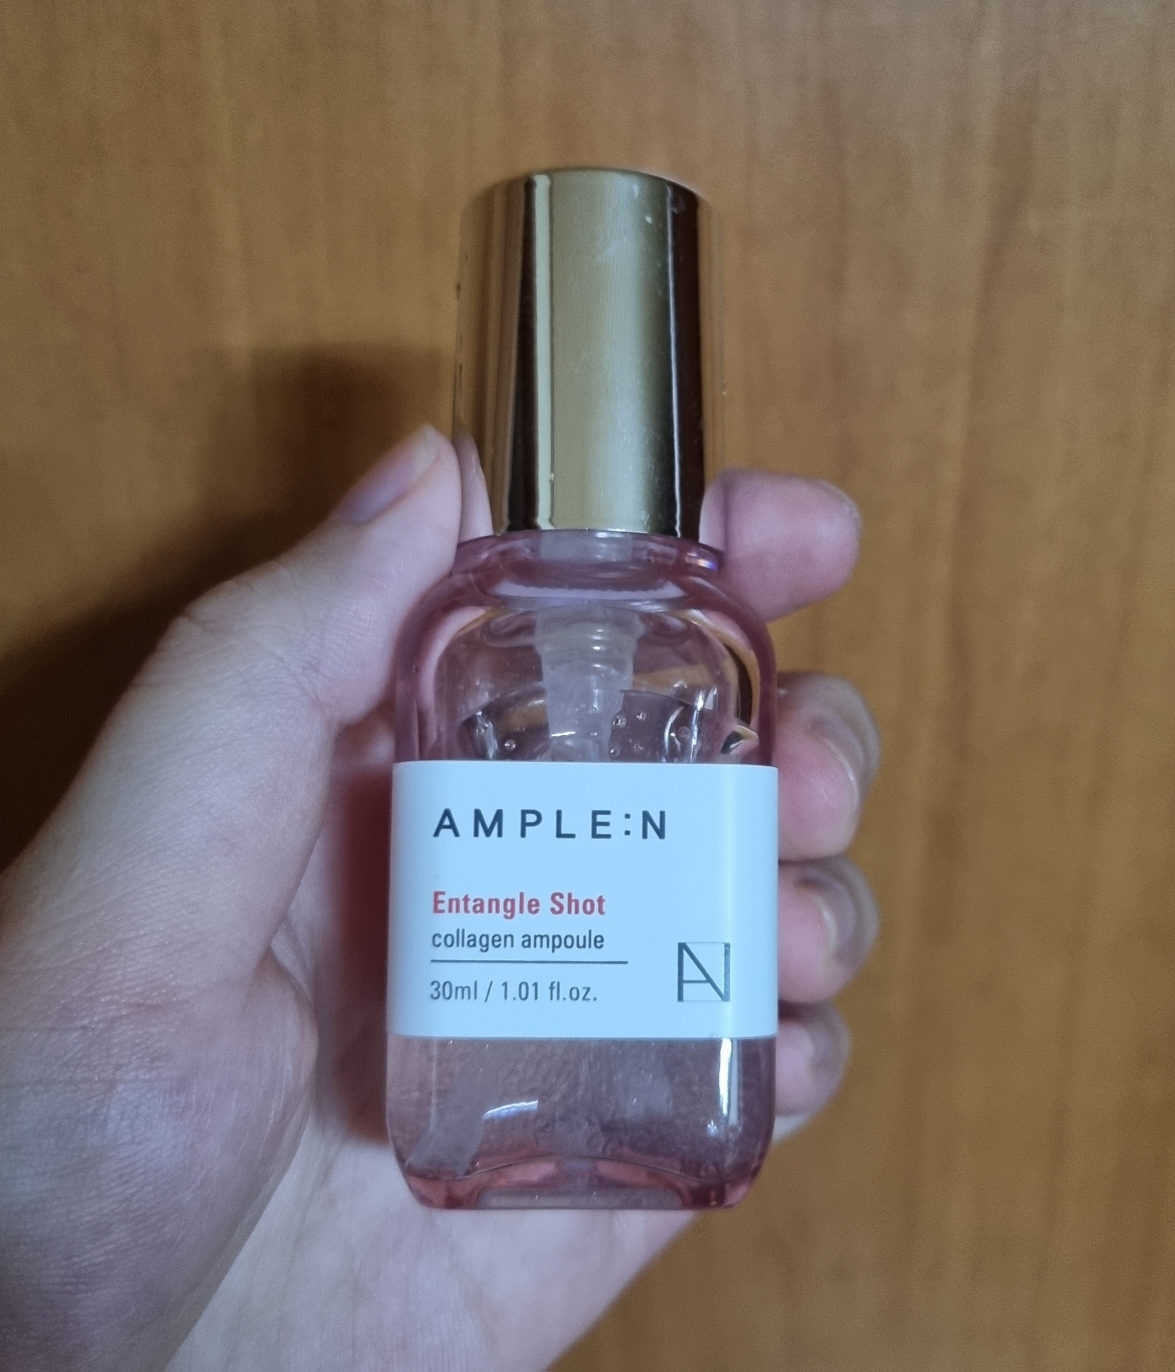 AMPLE:N
Entangle Shot
collagen ampoule
30ml / 1.01 fl.oz.